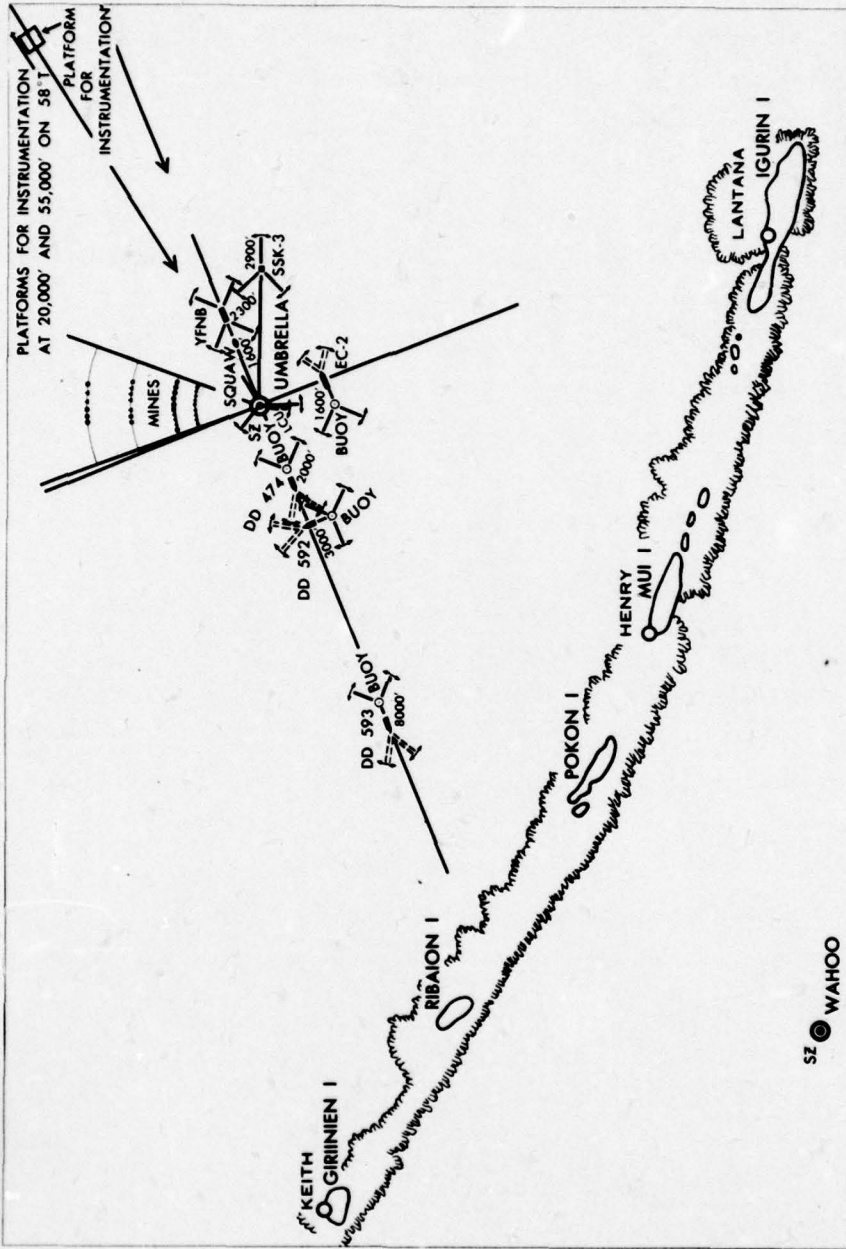 PLATFORMS FOR INSTRUMENTATION
AT 20,000' AND 55,000' ON 58°T
PLATFORM
FOR
INSTRUMENTATION
MINES
YFNB
SQUAW
2300'
1600'
2900'
SSK-3
SZ
UMBRELLA
BUOY
LCU
DD 474
2000'
EC-2
1600'
BUOY
DD 592
3000'
BUOY
DD 593
BUOY
8000'
LANTANA
IGURIN I
HENRY
MUI I
POKON I
RIBAION I
KEITH
GIRIINIEN I
SZ
WAHOO